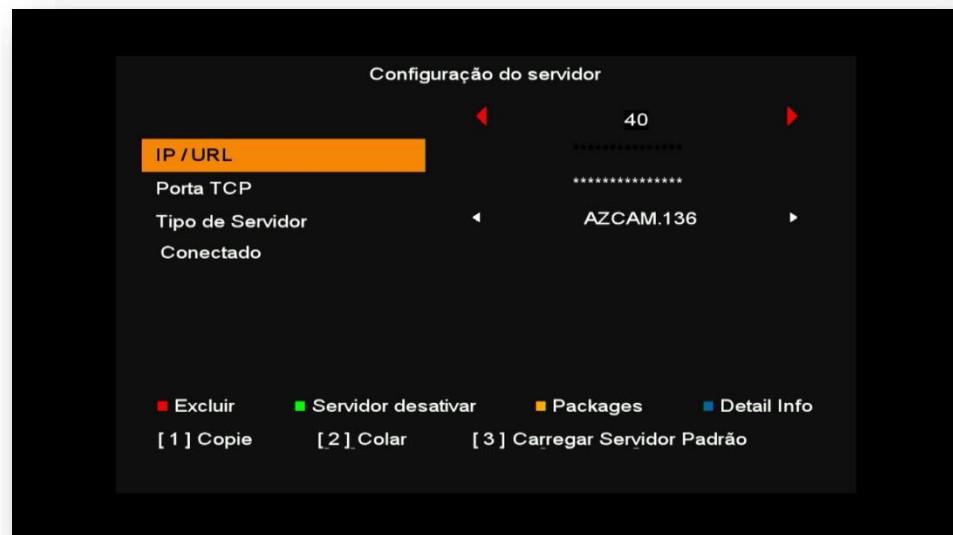 Configuração do servidor
40
IP / URL ***************
Porta TCP ***************
Tipo de Servidor AZCAM.136
Conectado
Excluir Servidor desativar Packages Detail Info
[ 1 ] Copie [ 2 ] Colar [ 3 ] Carregar Servidor Padrão